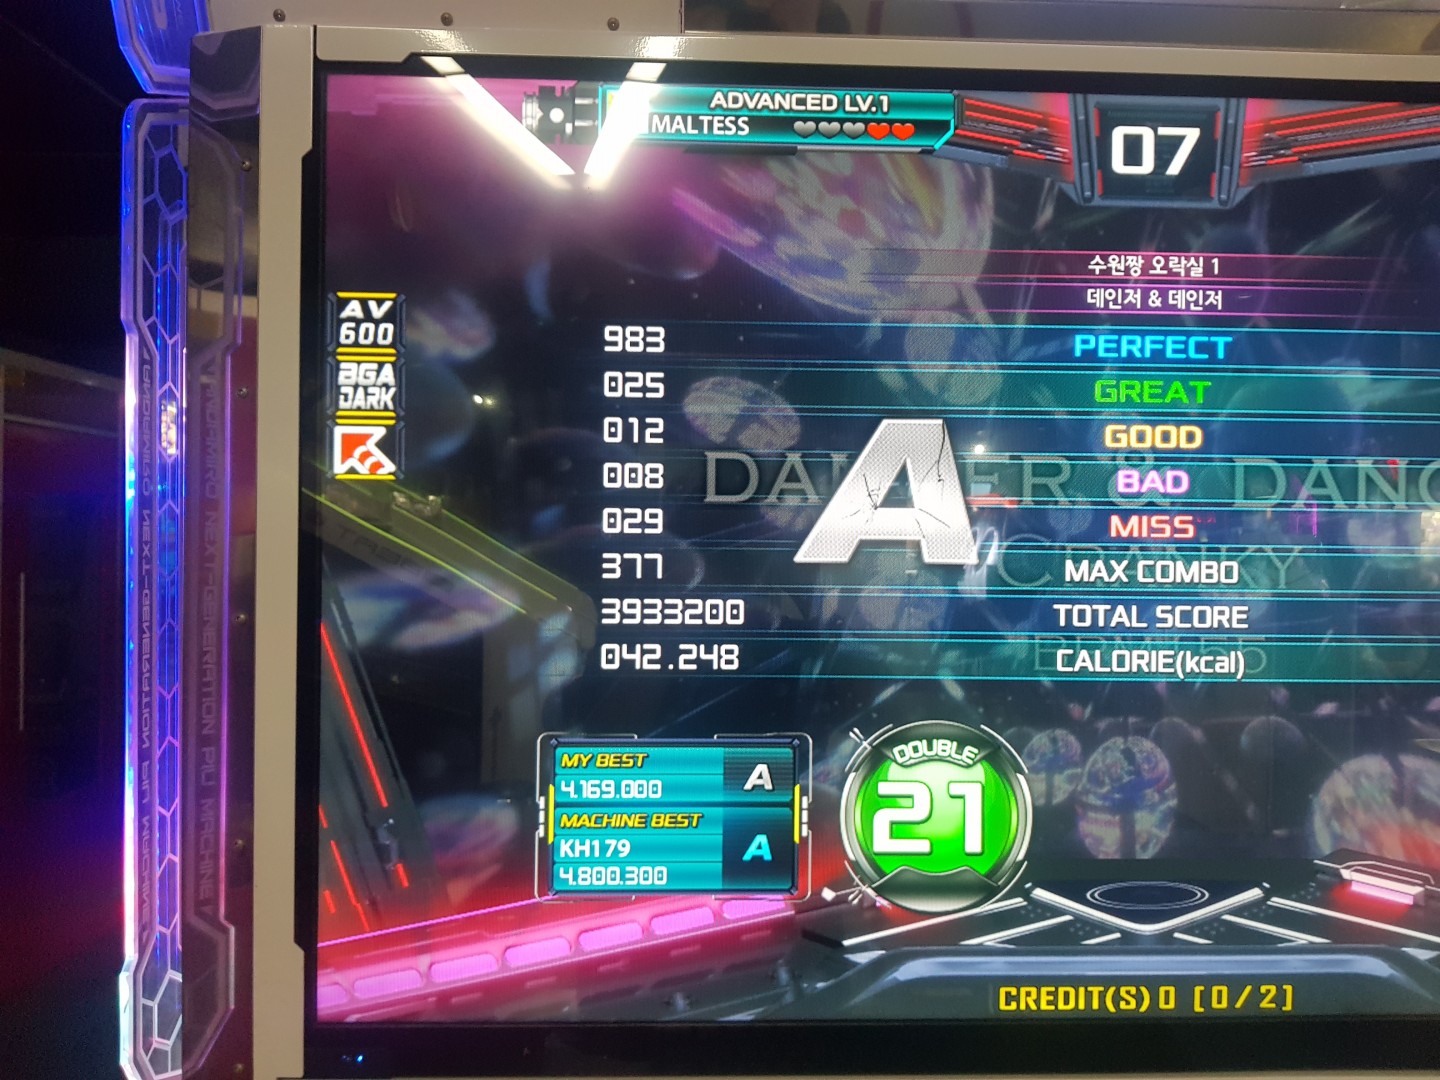 ADVANCED LV.1
MALTESS
07
수원짱 오락실 1
데인저 & 데인저
AV
600
BGA
DARK
983 PERFECT
025 GREAT
012 GOOD
008 BAD
029 MISS
377 MAX COMBO
3933200 TOTAL SCORE
042.248 CALORIE(kcal)
A
CRANKY
MY BEST
4.169.000
A
MACHINE BEST
KH179
4.800.300
A
DOUBLE
21
CREDIT(S) 0 [0/2]